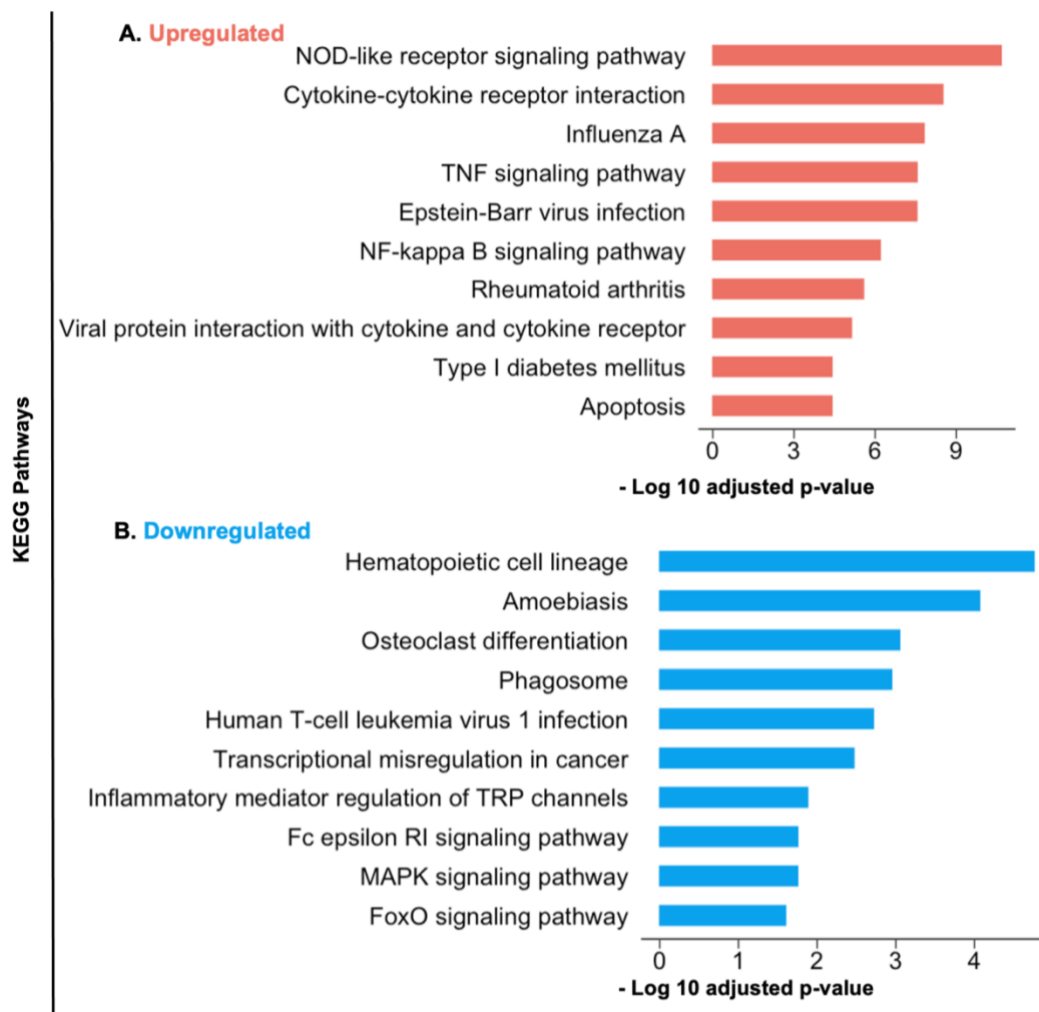 KEGG Pathways
A. Upregulated
NOD-like receptor signaling pathway
Cytokine-cytokine receptor interaction
Influenza A
TNF signaling pathway
Epstein-Barr virus infection
NF-kappa B signaling pathway
Rheumatoid arthritis
Viral protein interaction with cytokine and cytokine receptor
Type I diabetes mellitus
Apoptosis
0 3 6 9
- Log 10 adjusted p-value
B. Downregulated
Hematopoietic cell lineage
Amoebiasis
Osteoclast differentiation
Phagosome
Human T-cell leukemia virus 1 infection
Transcriptional misregulation in cancer
Inflammatory mediator regulation of TRP channels
Fc epsilon RI signaling pathway
MAPK signaling pathway
FoxO signaling pathway
0 1 2 3 4
- Log 10 adjusted p-value